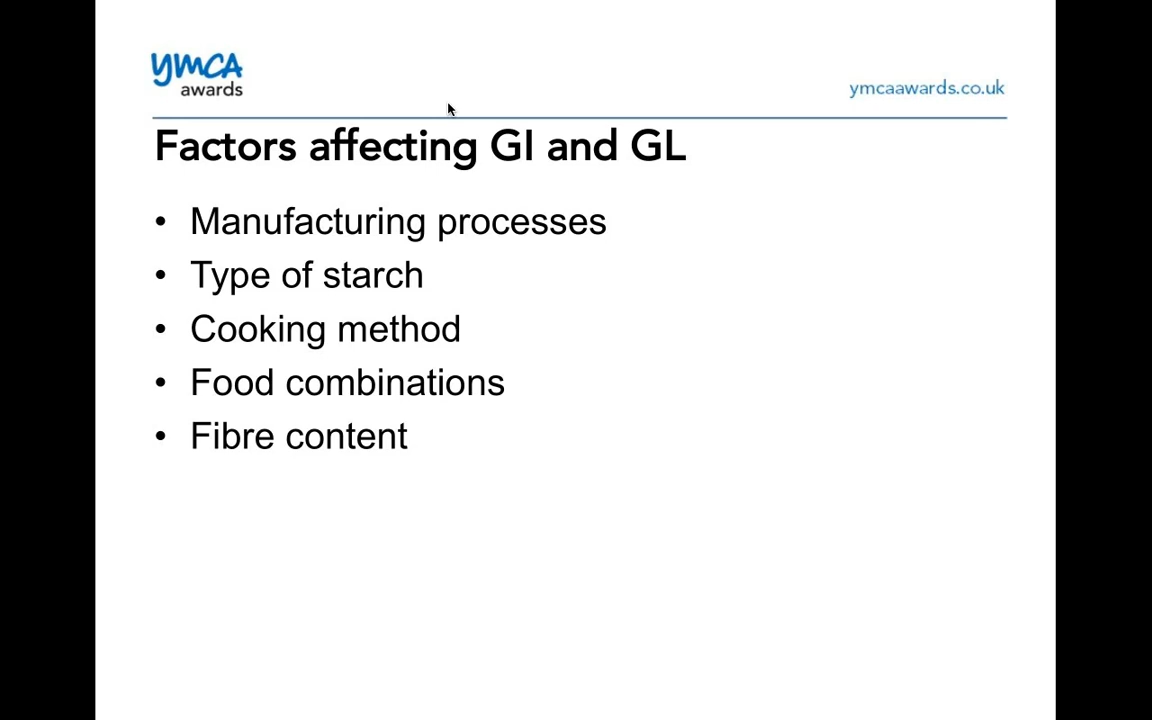 ymca
awards
ymcaawards.co.uk
Factors affecting GI and GL
• Manufacturing processes
• Type of starch
• Cooking method
• Food combinations
• Fibre content